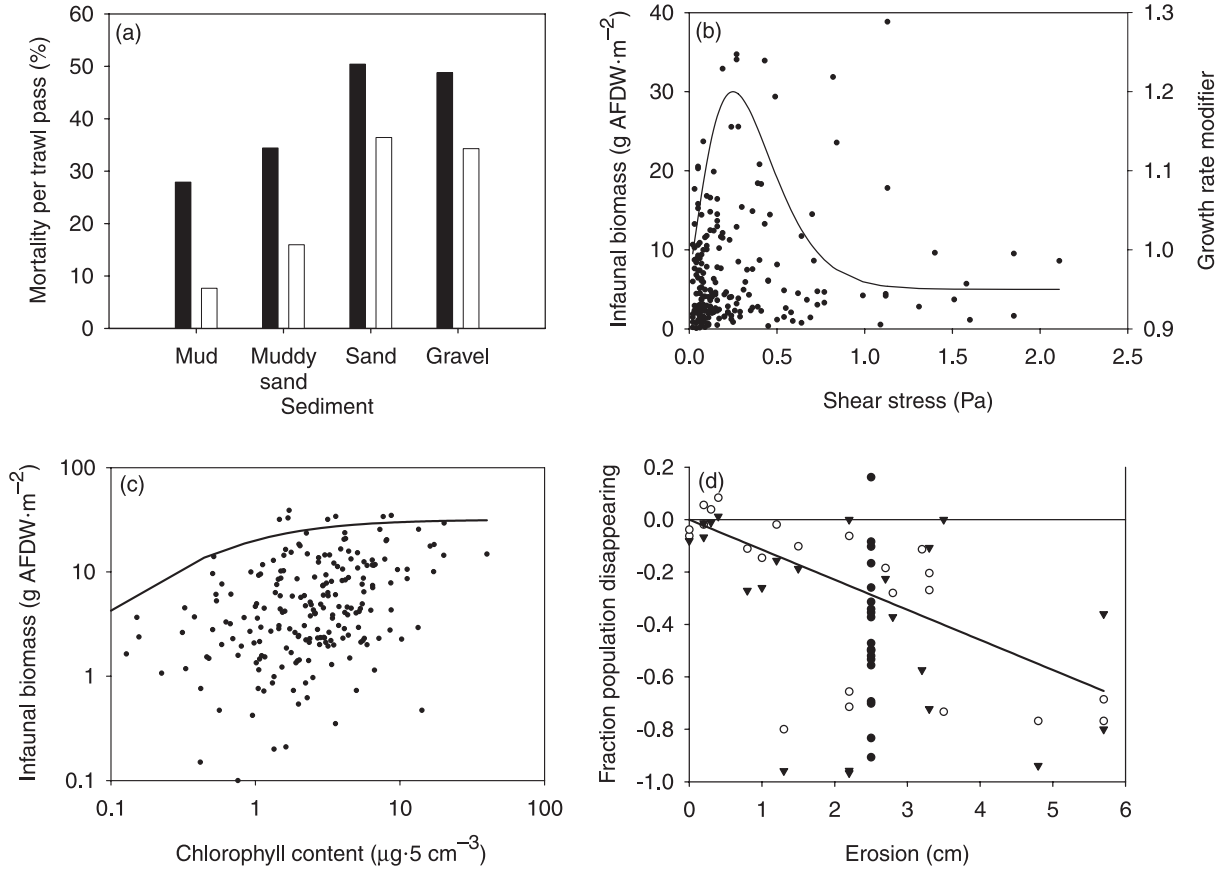 (a)
Mortality per trawl pass (%)
60
50
40
30
20
10
0
Mud
Muddy
sand
Sand
Gravel
Sediment
(b)
Infaunal biomass (g AFDW·m⁻²)
40
30
20
10
0
Growth rate modifier
1.3
1.2
1.1
1.0
0.9
0.0 0.5 1.0 1.5 2.0 2.5
Shear stress (Pa)
(c)
Infaunal biomass (g AFDW·m⁻²)
100
10
1
0.1
0.1 1 10 100
Chlorophyll content (μg·5 cm⁻³)
(d)
Fraction population disappearing
0.2
0.0
-0.2
-0.4
-0.6
-0.8
-1.0
0 1 2 3 4 5 6
Erosion (cm)